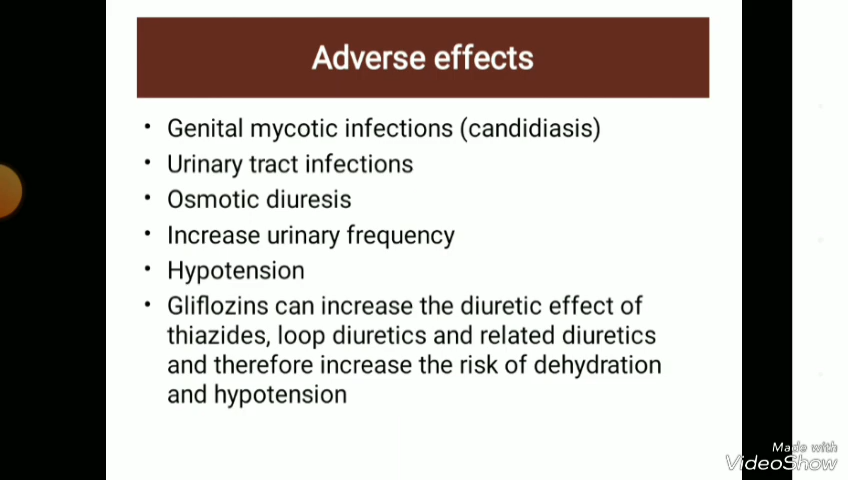 Adverse effects
• Genital mycotic infections (candidiasis)
• Urinary tract infections
• Osmotic diuresis
• Increase urinary frequency
• Hypotension
• Gliflozins can increase the diuretic effect of
thiazides, loop diuretics and related diuretics
and therefore increase the risk of dehydration
and hypotension
Made with
VideoShow